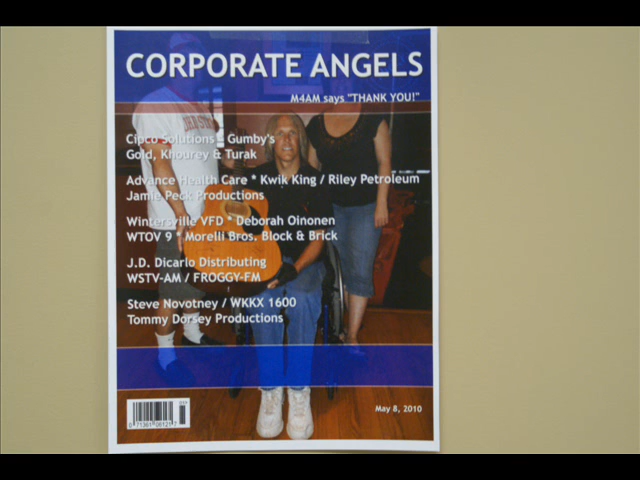 CORPORATE ANGELS
M4AM says "THANK YOU!"
Cipco Solutions * Gumby's
Gold, Khourey & Turak
Advance Health Care * Kwik King / Riley Petroleum
Jamie Peck Productions
Wintersville VFD * Deborah Oinonen
WTOV 9 * Morelli Bros. Block & Brick
J.D. Dicarlo Distributing
WSTV-AM / FROGGY-FM
Steve Novotney / WKKX 1600
Tommy Dorsey Productions
May 8, 2010